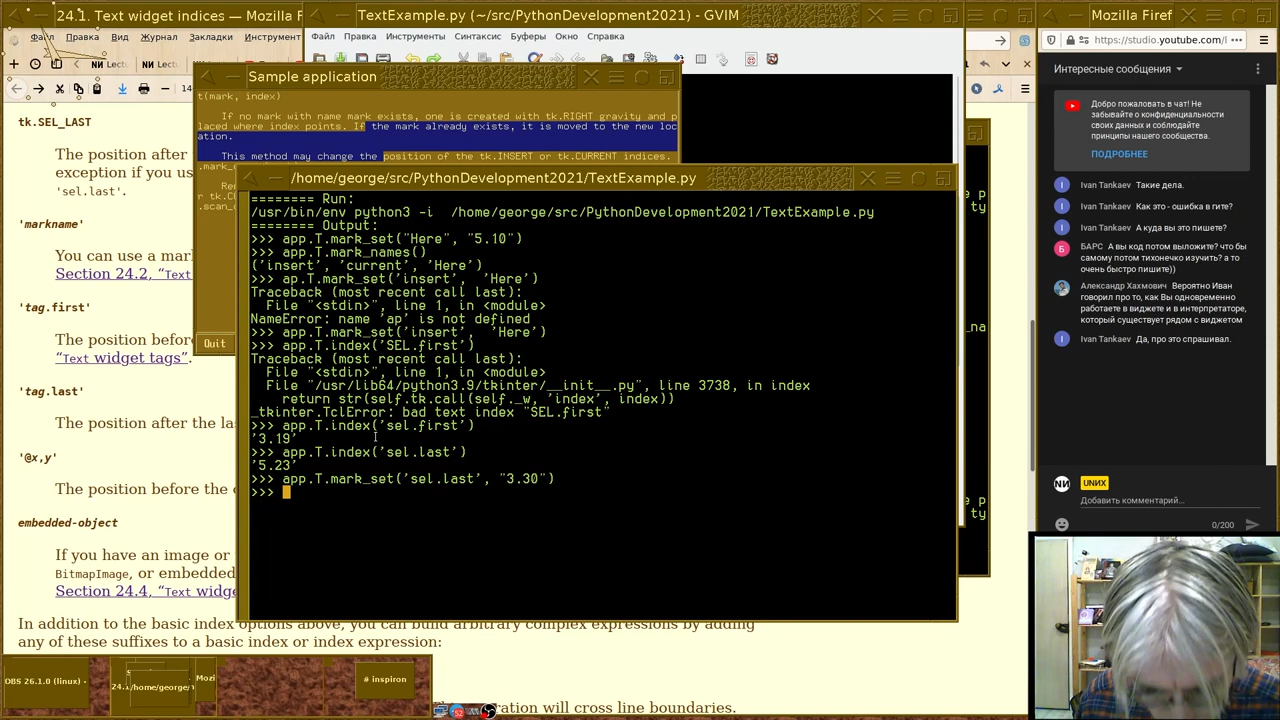 24.1. Text widget indices — Mozilla F
TextExample.py (~/src/PythonDevelopment2021) - GVIM
Mozilla Firef
Файл Правка Вид Журнал Закладки Инструмент
Файл Правка Инструменты Синтаксис Буферы Окно Справка
https://studio.youtube.com/l
Sample application
t(mark, index)
If no mark with name mark exists, one is created with tk.RIGHT gravity and p
laced where index points. If the mark already exists, it is moved to the new loc
ation.
This method may change the position of the tk.INSERT or tk.CURRENT indices.
Quit
tk.SEL_LAST
The position after
exception if you us
'sel.last'.
'markname'
You can use a mar
Section 24.2, “Text
'tag.first'
The position befor
“Text widget tags”.
'tag.last'
The position after the l
'@x,y'
The position before the c
embedded-object
If you have an image or
BitmapImage, or embedded
Section 24.4, “Text widg
In addition to the basic index options above, you can build arbitrary complex expressions by adding
any of these suffixes to a basic index or index expression:
ration will cross line boundaries.
/home/george/src/PythonDevelopment2021/TextExample.py
======== Run:
/usr/bin/env python3 -i  /home/george/src/PythonDevelopment2021/TextExample.py
======== Output:
>>> app.T.mark_set("Here", "5.10")
>>> app.T.mark_names()
('insert', 'current', 'Here')
>>> ap.T.mark_set('insert',  'Here')
Traceback (most recent call last):
  File "<stdin>", line 1, in <module>
NameError: name 'ap' is not defined
>>> app.T.mark_set('insert',  'Here')
>>> app.T.index('SEL.first')
Traceback (most recent call last):
  File "<stdin>", line 1, in <module>
  File "/usr/lib64/python3.9/tkinter/__init__.py", line 3738, in index
    return str(self.tk.call(self._w, 'index', index))
_tkinter.TclError: bad text index "SEL.first"
>>> app.T.index('sel.first')
'3.19'
>>> app.T.index('sel.last')
'5.23'
>>> app.T.mark_set('sel.last', "3.30")
>>>
Интересные сообщения
Добро пожаловать в чат! Не
забывайте о конфиденциальности
своих данных и соблюдайте
принципы нашего сообщества.
ПОДРОБНЕЕ
Ivan Tankaev Такие дела.
Ivan Tankaev Как это - ошибка в гите?
Ivan Tankaev А куда вы это пишете?
БАРС А вы код потом выложите? что бы
самому потом тихонечко изучить? а то
очень быстро пишите))
Александр Хахмович Вероятно Иван
говорил про то, как Вы одновременно
работаете в виджете и в интерпретаторе,
который существует рядом с виджетом
Ivan Tankaev Да, про это спрашивал.
UNИX
Добавить комментарий...
0/200
OBS 26.1.0 (linux) -
/home/george/
Mozi
# inspiron